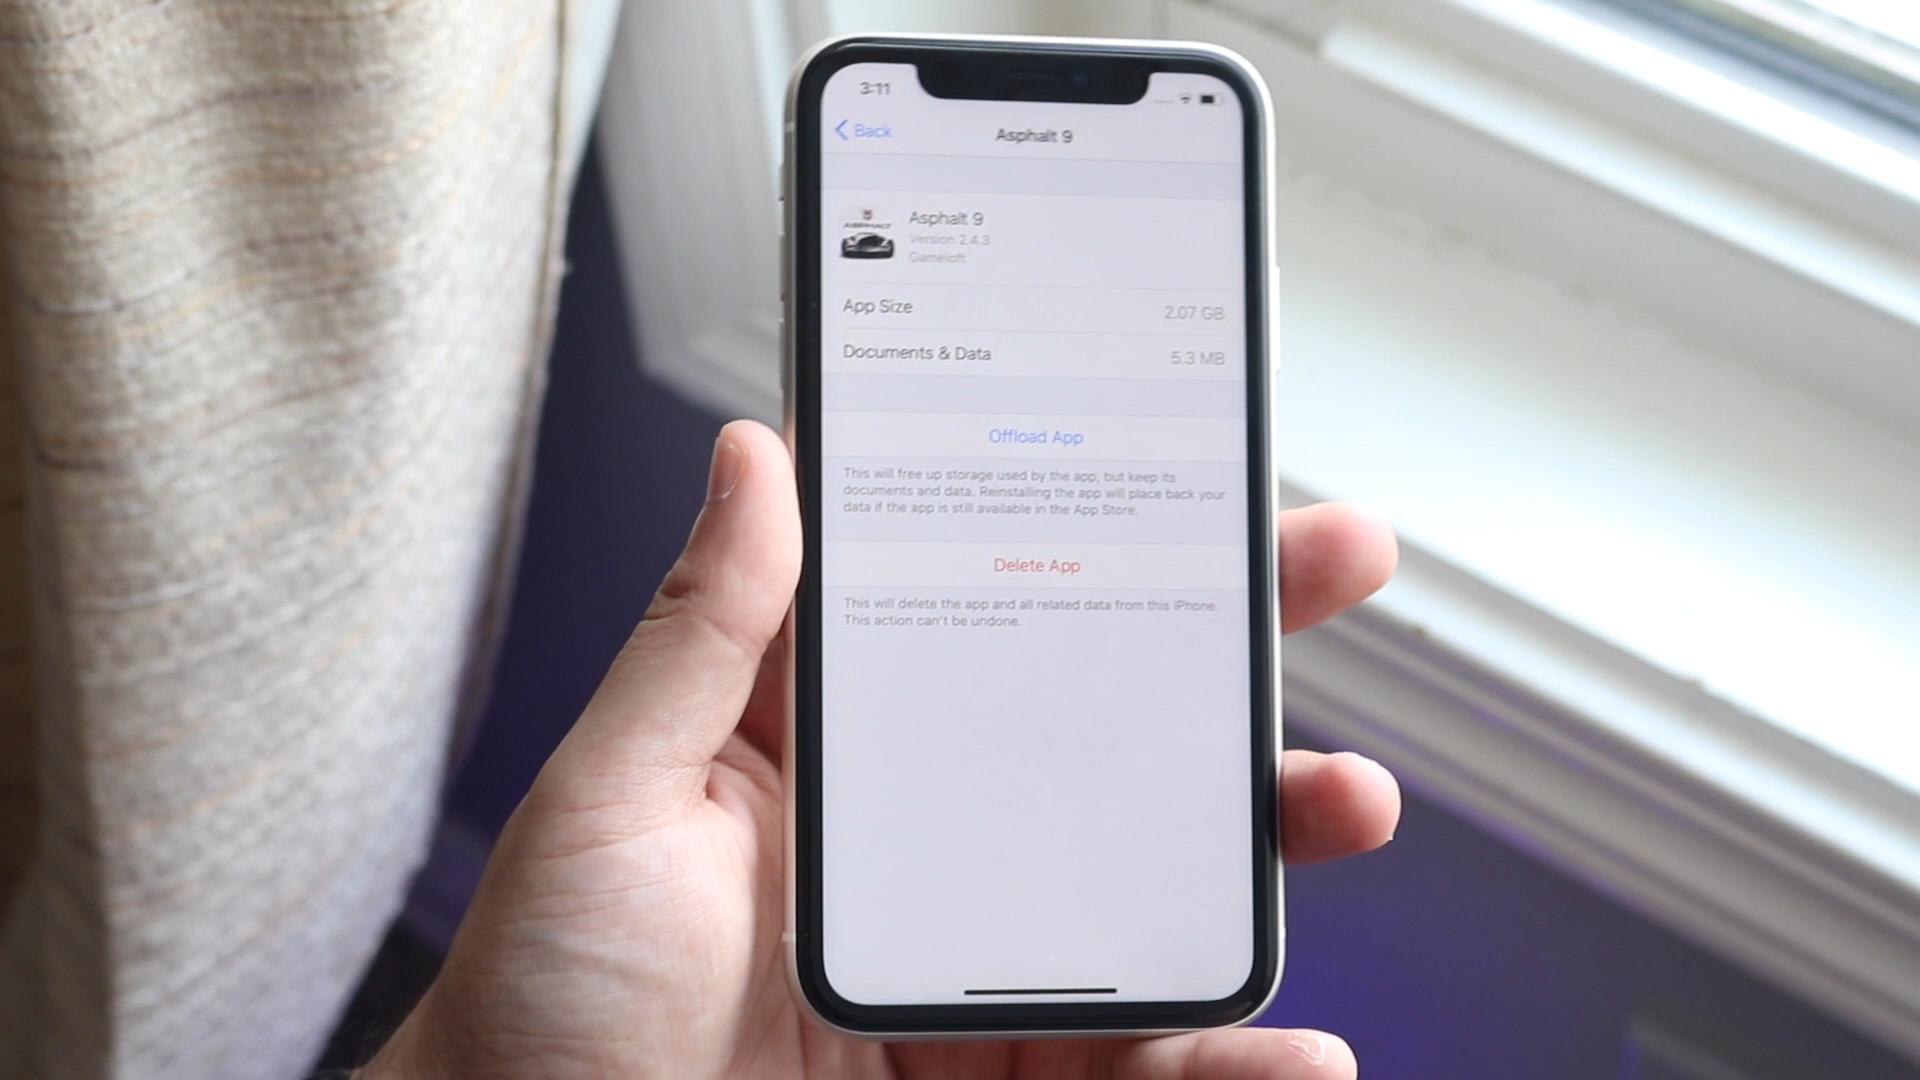 3:11
Back
Asphalt 9
ASPHALT
Asphalt 9
Version 2.4.3
Gameloft
App Size
2.07 GB
Documents & Data
5.3 MB
Offload App
This will free up storage used by the app, but keep its
documents and data. Reinstalling the app will place back your
data if the app is still available in the App Store.
Delete App
This will delete the app and all related data from this iPhone.
This action can't be undone.